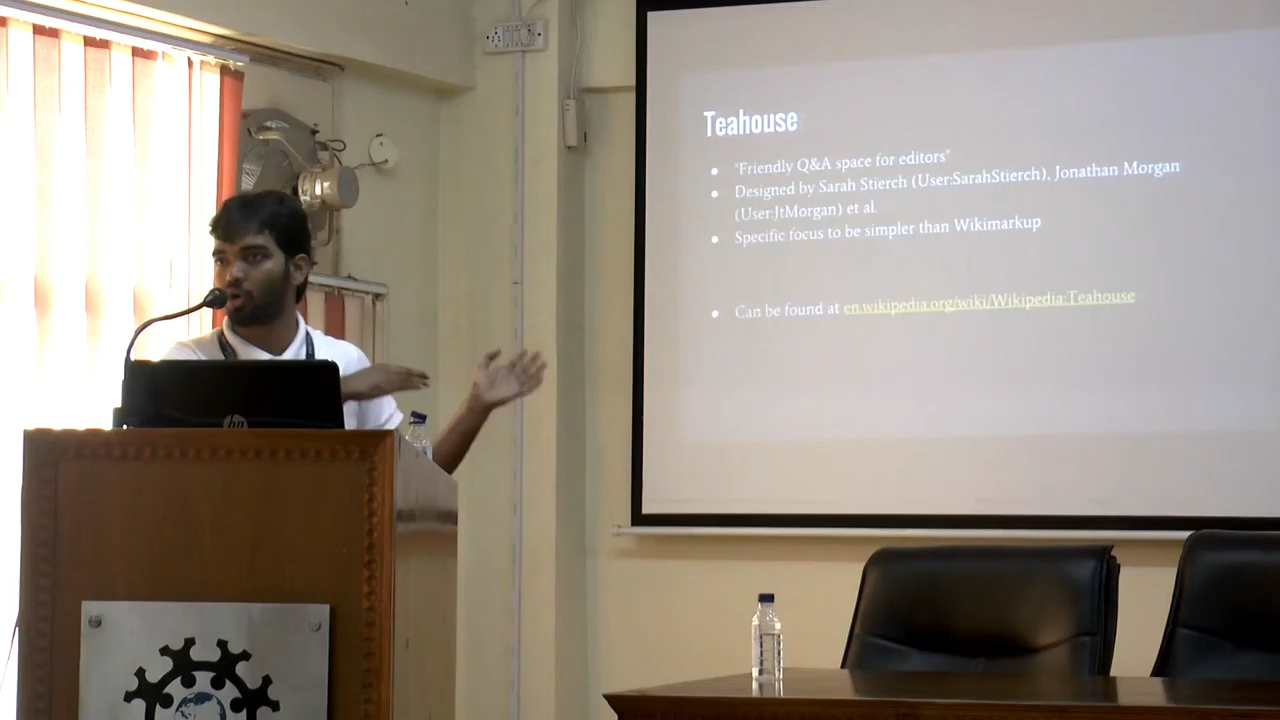 Teahouse
"Friendly Q&A space for editors"
Designed by Sarah Stierch (User:SarahStierch), Jonathan Morgan
(User:JtMorgan) et al.
Specific focus to be simpler than Wikimarkup
Can be found at en.wikipedia.org/wiki/Wikipedia:Teahouse
hp